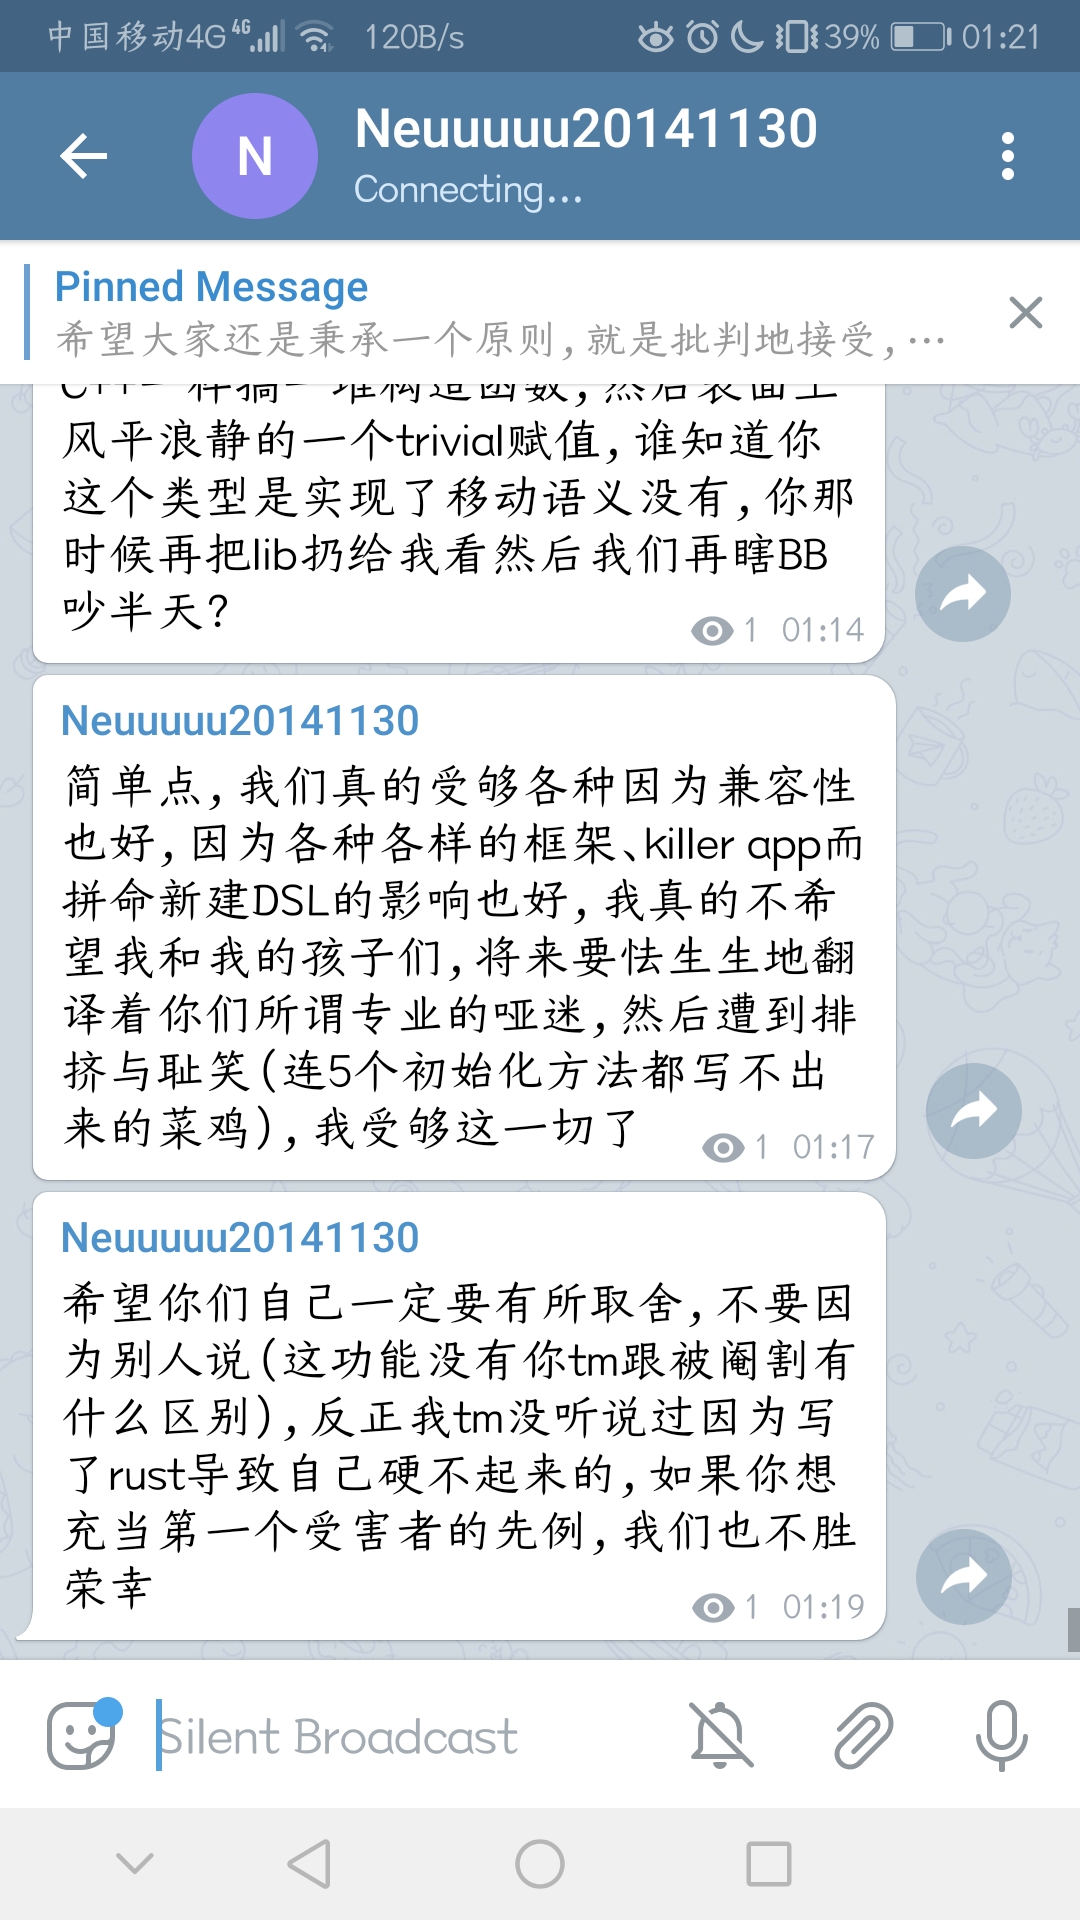 中国移动4G 4G 120B/s 39% 01:21
N
Neuuuuu20141130
Connecting...
Pinned Message
希望大家还是秉承一个原则,就是批判地接受,…
C++一样搞一堆构造函数,然后表面上
风平浪静的一个trivial赋值,谁知道你
这个类型是实现了移动语义没有,你那
时候再把lib扔给我看然后我们再瞎BB
吵半天?
1 01:14
Neuuuuu20141130
简单点,我们真的受够各种因为兼容性
也好,因为各种各样的框架、killer app而
拼命新建DSL的影响也好,我真的不希
望我和我的孩子们,将来要怯生生地翻
译着你们所谓专业的哑迷,然后遭到排
挤与耻笑(连5个初始化方法都写不出
来的菜鸡),我受够这一切了
1 01:17
Neuuuuu20141130
希望你们自己一定要有所取舍,不要因
为别人说(这功能没有你tm跟被阉割有
什么区别),反正我tm没听说过因为写
了rust导致自己硬不起来的,如果你想
充当第一个受害者的先例,我们也不胜
荣幸
1 01:19
Silent Broadcast